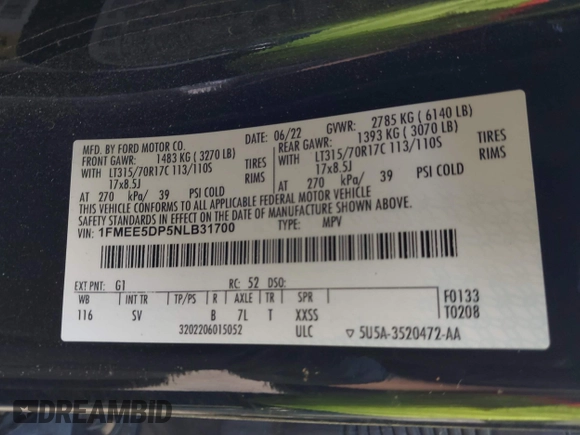 MFD. BY FORD MOTOR CO.
DATE: 06/22 GVWR: 2785 KG ( 6140 LB)
FRONT GAWR: 1483 KG ( 3270 LB) REAR GAWR: 1393 KG ( 3070 LB)
WITH LT315/70R17C 113/110S TIRES WITH LT315/70R17C 113/110S TIRES
17x8.5J RIMS 17x8.5J RIMS
AT 270 kPa/ 39 PSI COLD AT 270 kPa/ 39 PSI COLD
THIS VEHICLE CONFORMS TO ALL APPLICABLE FEDERAL MOTOR VEHICLE
SAFETY STANDARDS IN EFFECT ON THE DATE OF MANUFACTURE SHOWN ABOVE.
VIN: 1FMEE5DP5NLB31700 TYPE: MPV
EXT PNT: G1 RC: 52 DSO:
WB INT TR TP/PS R AXLE TR SPR F0133
116 SV B 7L T XXSS T0208
3202206015052 ULC ▽ 5U5A-3520472-AA
DREAMBID